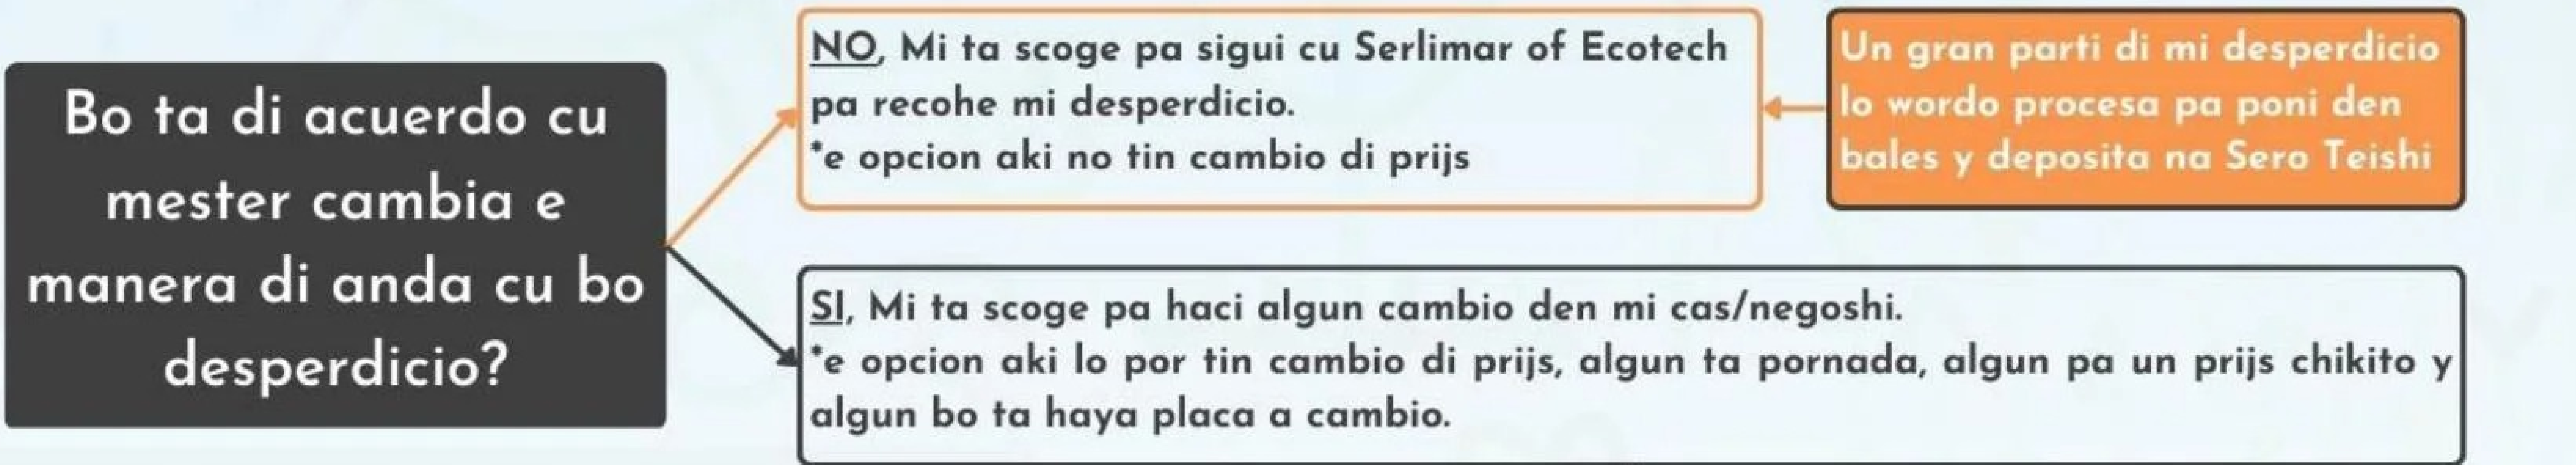 Bo ta di acuerdo cu
mester cambia e
manera di anda cu bo
desperdicio?
NO, Mi ta scoge pa sigui cu Serlimar of Ecotech
pa recohe mi desperdicio.
*e opcion aki no tin cambio di prijs
Un gran parti di mi desperdicio
lo wordo procesa pa poni den
bales y deposita na Sero Teishi
SI, Mi ta scoge pa haci algun cambio den mi cas/negoshi.
*e opcion aki lo por tin cambio di prijs, algun ta pornada, algun pa un prijs chikito y
algun bo ta haya placa a cambio.